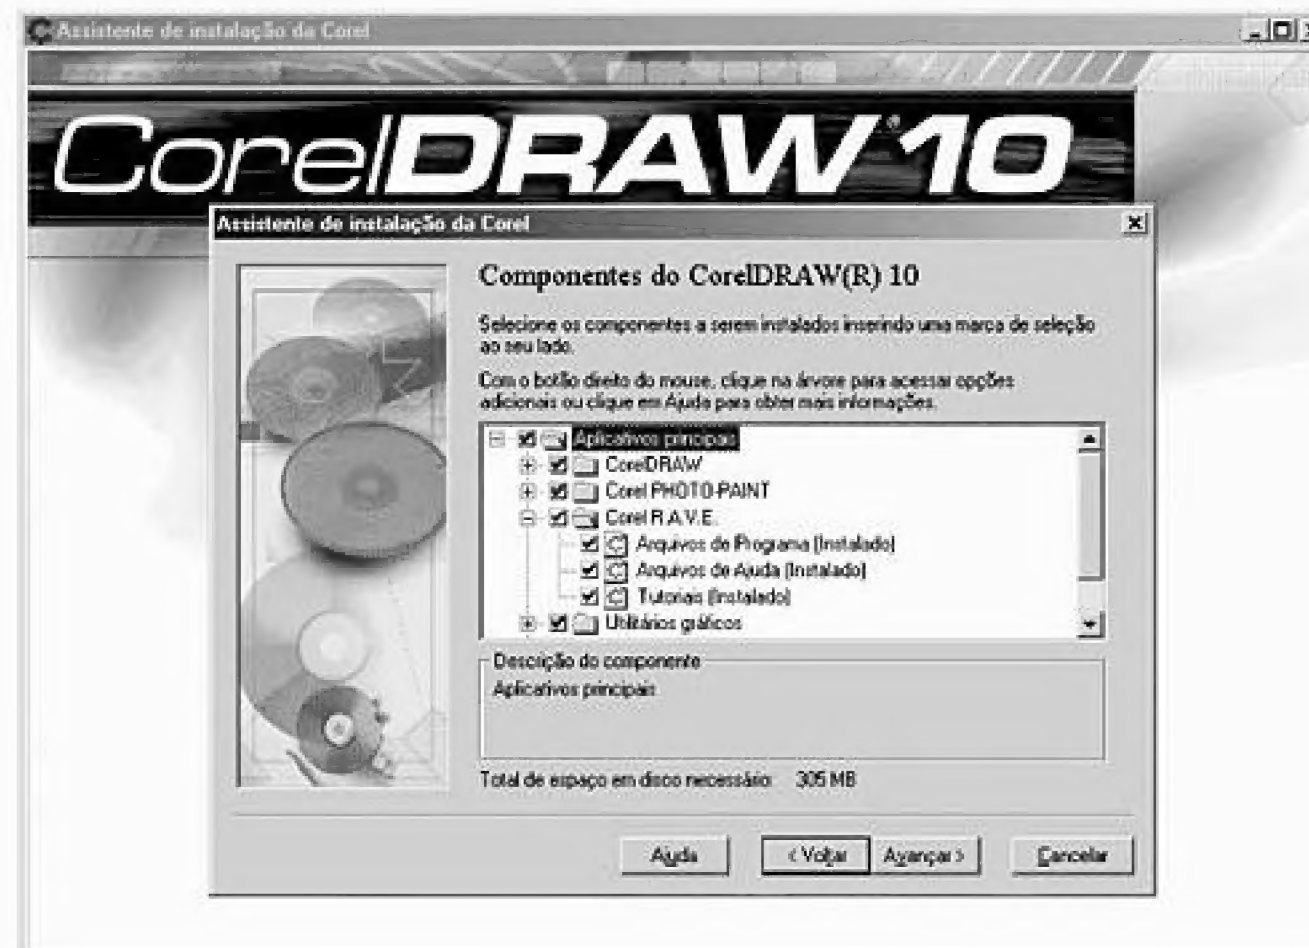 Assistente de instalação da Corel
CorelDRAW®10
Assistente de instalação da Corel
Componentes do CorelDRAW(R) 10
Selecione os componentes a serem instalados inserindo uma marca de seleção
ao seu lado.
Com o botão direito do mouse, clique na árvore para acessar opções
adicionais ou clique em Ajuda para obter mais informações.
Aplicativos principais
CorelDRAW
Corel PHOTO-PAINT
Corel R.A.V.E.
Arquivos de Programa (Instalado)
Arquivos de Ajuda (Instalado)
Tutoriais (Instalado)
Utilitários gráficos
Descrição do componente
Aplicativos principais
Total de espaço em disco necessário: 305 MB
Ajuda
< Voltar
Avançar >
Cancelar